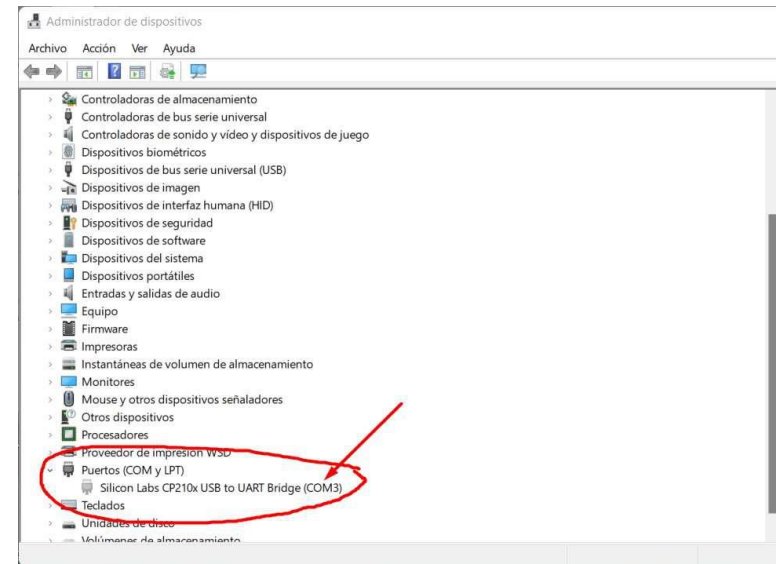 Administrador de dispositivos
Archivo Acción Ver Ayuda
Controladoras de almacenamiento
Controladoras de bus serie universal
Controladoras de sonido y vídeo y dispositivos de juego
Dispositivos biométricos
Dispositivos de bus serie universal (USB)
Dispositivos de imagen
Dispositivos de interfaz humana (HID)
Dispositivos de seguridad
Dispositivos de software
Dispositivos del sistema
Dispositivos portátiles
Entradas y salidas de audio
Equipo
Firmware
Impresoras
Instantáneas de volumen de almacenamiento
Monitores
Mouse y otros dispositivos señaladores
Otros dispositivos
Procesadores
Proveedor de impresión WSD
Puertos (COM y LPT)
Silicon Labs CP210x USB to UART Bridge (COM3)
Teclados
Unidades de disco
Volúmenes de almacenamiento